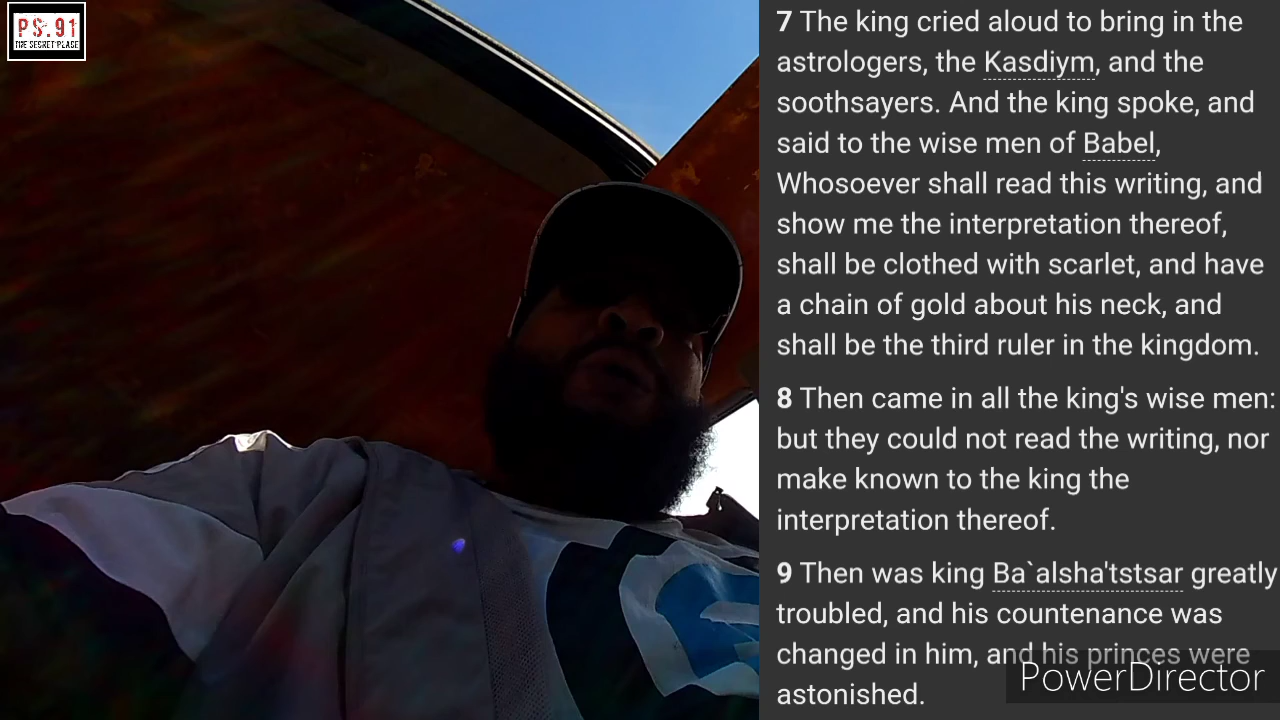 PS.91
THE SECRET PLACE
7 The king cried aloud to bring in the
astrologers, the Kasdiym, and the
soothsayers. And the king spoke, and
said to the wise men of Babel,
Whosoever shall read this writing, and
show me the interpretation thereof,
shall be clothed with scarlet, and have
a chain of gold about his neck, and
shall be the third ruler in the kingdom.
8 Then came in all the king's wise men:
but they could not read the writing, nor
make known to the king the
interpretation thereof.
9 Then was king Ba`alsha'tstsar greatly
troubled, and his countenance was
changed in him, and his princes were
astonished.
PowerDirector